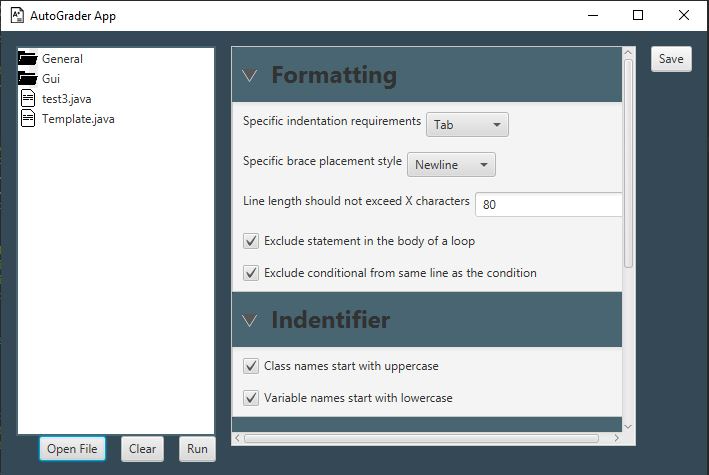 AutoGrader App
General
Gui
test3.java
Template.java
Open File
Clear
Run
Formatting
Specific indentation requirements Tab
Specific brace placement style Newline
Line length should not exceed X characters 80
Exclude statement in the body of a loop
Exclude conditional from same line as the condition
Indentifier
Class names start with uppercase
Variable names start with lowercase
Save